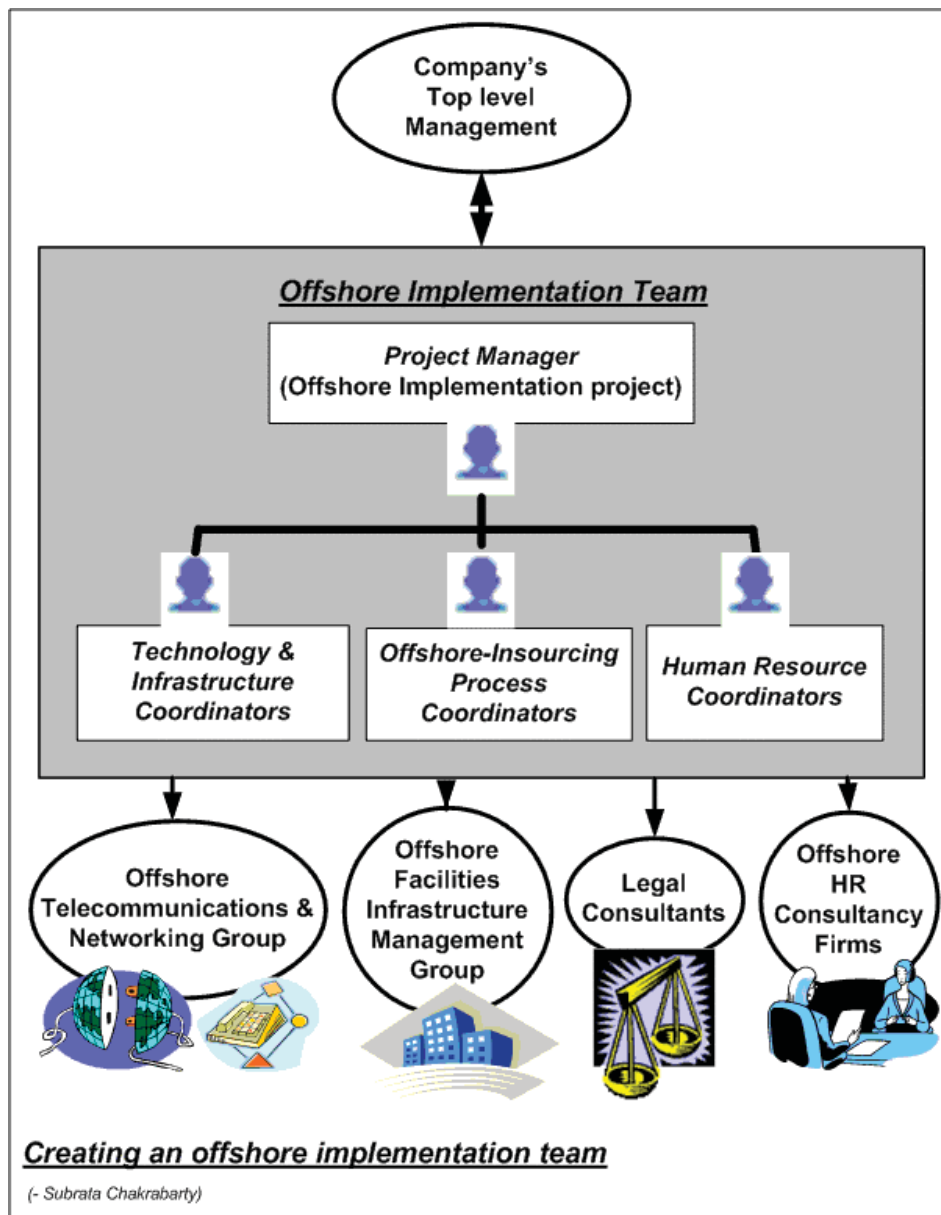 Company's
Top level
Management
Offshore Implementation Team
Project Manager
(Offshore Implementation project)
Technology &
Infrastructure
Coordinators
Offshore-Insourcing
Process
Coordinators
Human Resource
Coordinators
Offshore
Telecommunications &
Networking Group
Offshore
Facilities
Infrastructure
Management
Group
Legal
Consultants
Offshore
HR
Consultancy
Firms
Creating an offshore implementation team
(- Subrata Chakrabarty)